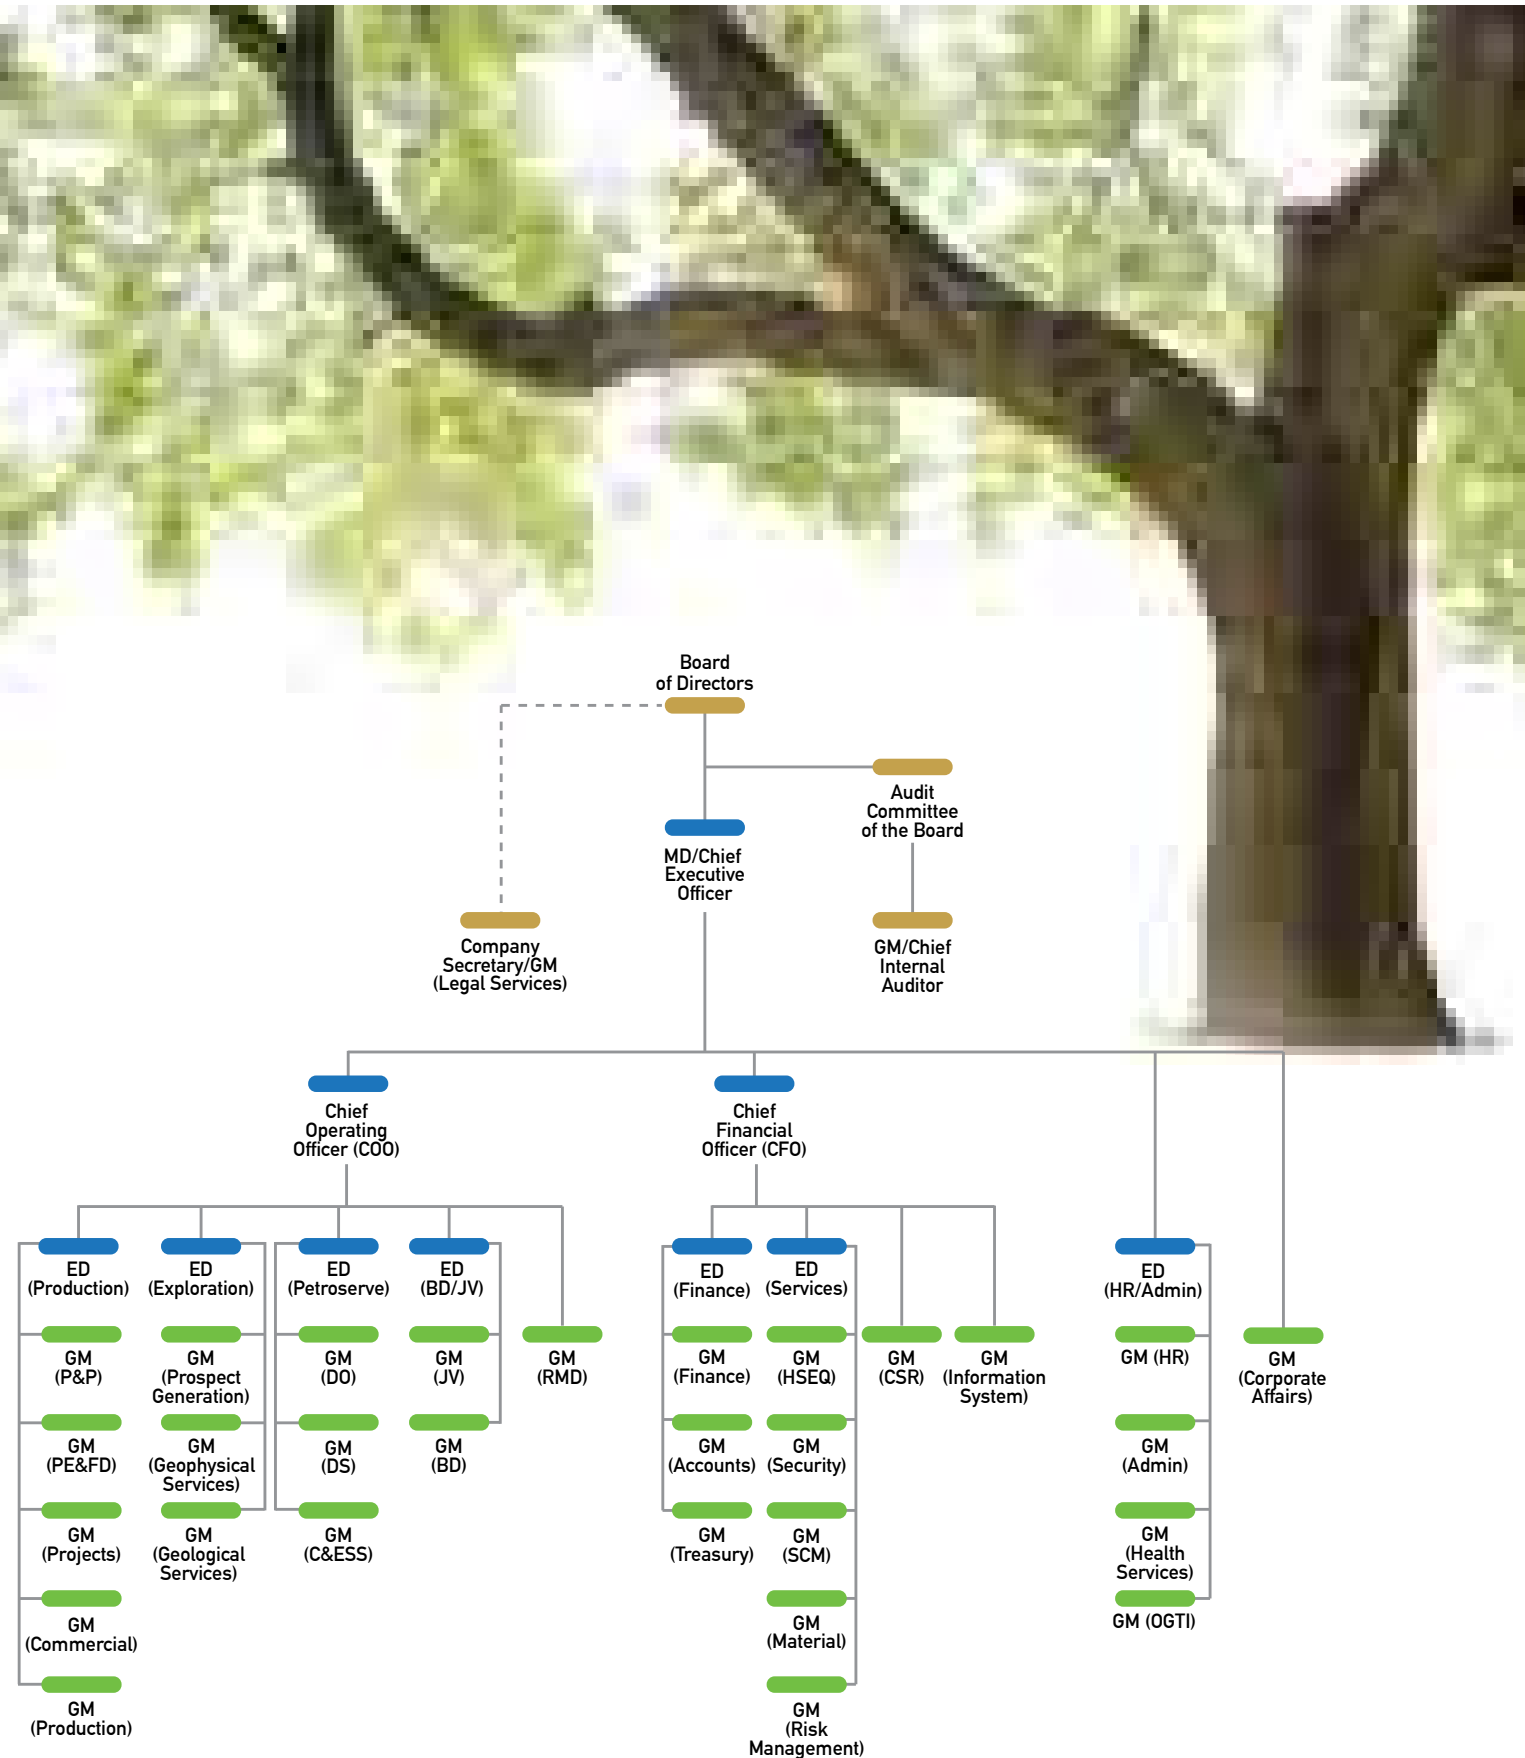 Board
of Directors
Audit
Committee
of the Board
MD/Chief
Executive
Officer
Company
Secretary/GM
(Legal Services)
GM/Chief
Internal
Auditor
Chief
Operating
Officer (COO)
Chief
Financial
Officer (CFO)
ED
(Production)
ED
(Exploration)
ED
(Petroserve)
ED
(BD/JV)
ED
(Finance)
ED
(Services)
ED
(HR/Admin)
GM
(P&P)
GM
(Prospect
Generation)
GM
(DO)
GM
(JV)
GM
(RMD)
GM
(Finance)
GM
(HSEQ)
GM
(CSR)
GM
(Information
System)
GM (HR)
GM
(Corporate
Affairs)
GM
(PE&FD)
GM
(Geophysical
Services)
GM
(DS)
GM
(BD)
GM
(Accounts)
GM
(Security)
GM
(Admin)
GM
(Projects)
GM
(Geological
Services)
GM
(C&ESS)
GM
(Treasury)
GM
(SCM)
GM
(Health
Services)
GM
(Commercial)
GM
(Material)
GM (OGTI)
GM
(Production)
GM
(Risk
Management)